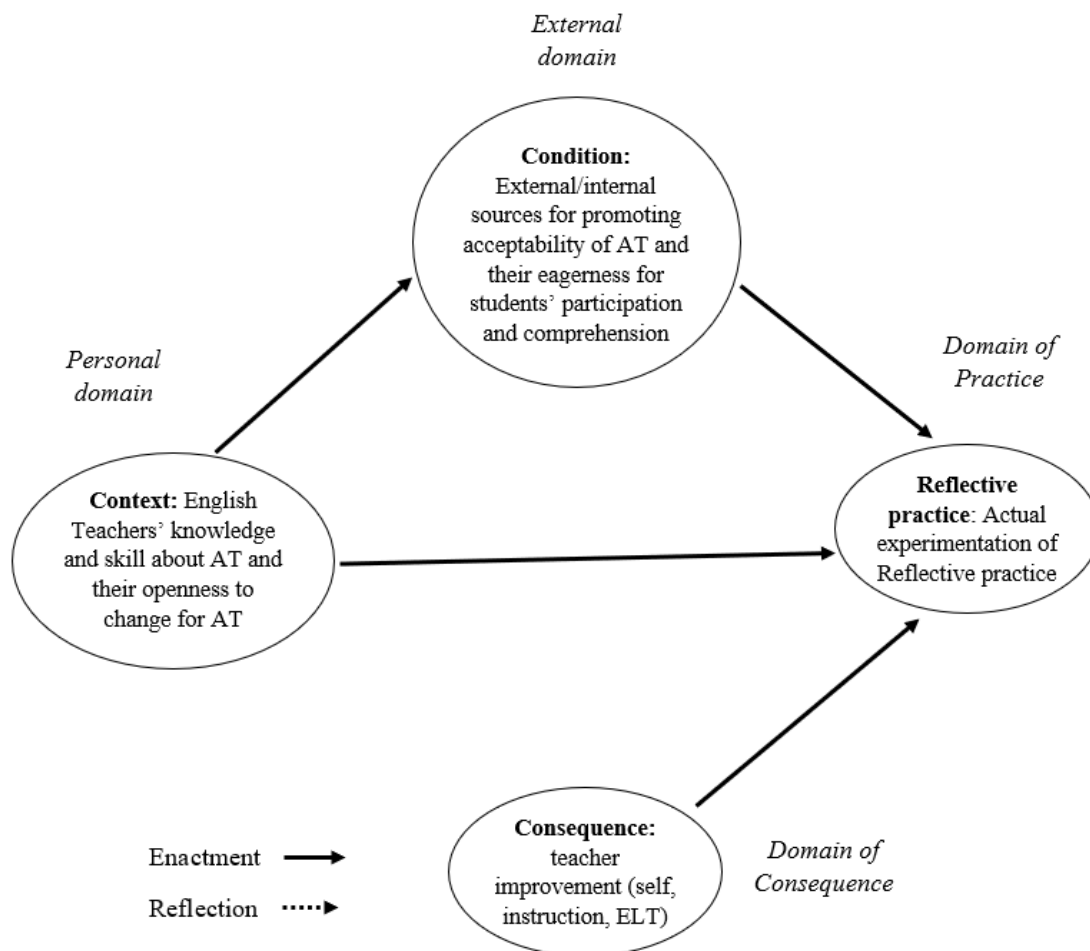 External
domain
Condition:
External/internal
sources for promoting
acceptability of AT and
their eagerness for
students’ participation
and comprehension
Personal
domain
Domain of
Practice
Context: English
Teachers’ knowledge
and skill about AT and
their openness to
change for AT
Reflective
practice: Actual
experimentation of
Reflective practice
Consequence:
teacher
improvement (self,
instruction, ELT)
Domain of
Consequence
Enactment
Reflection